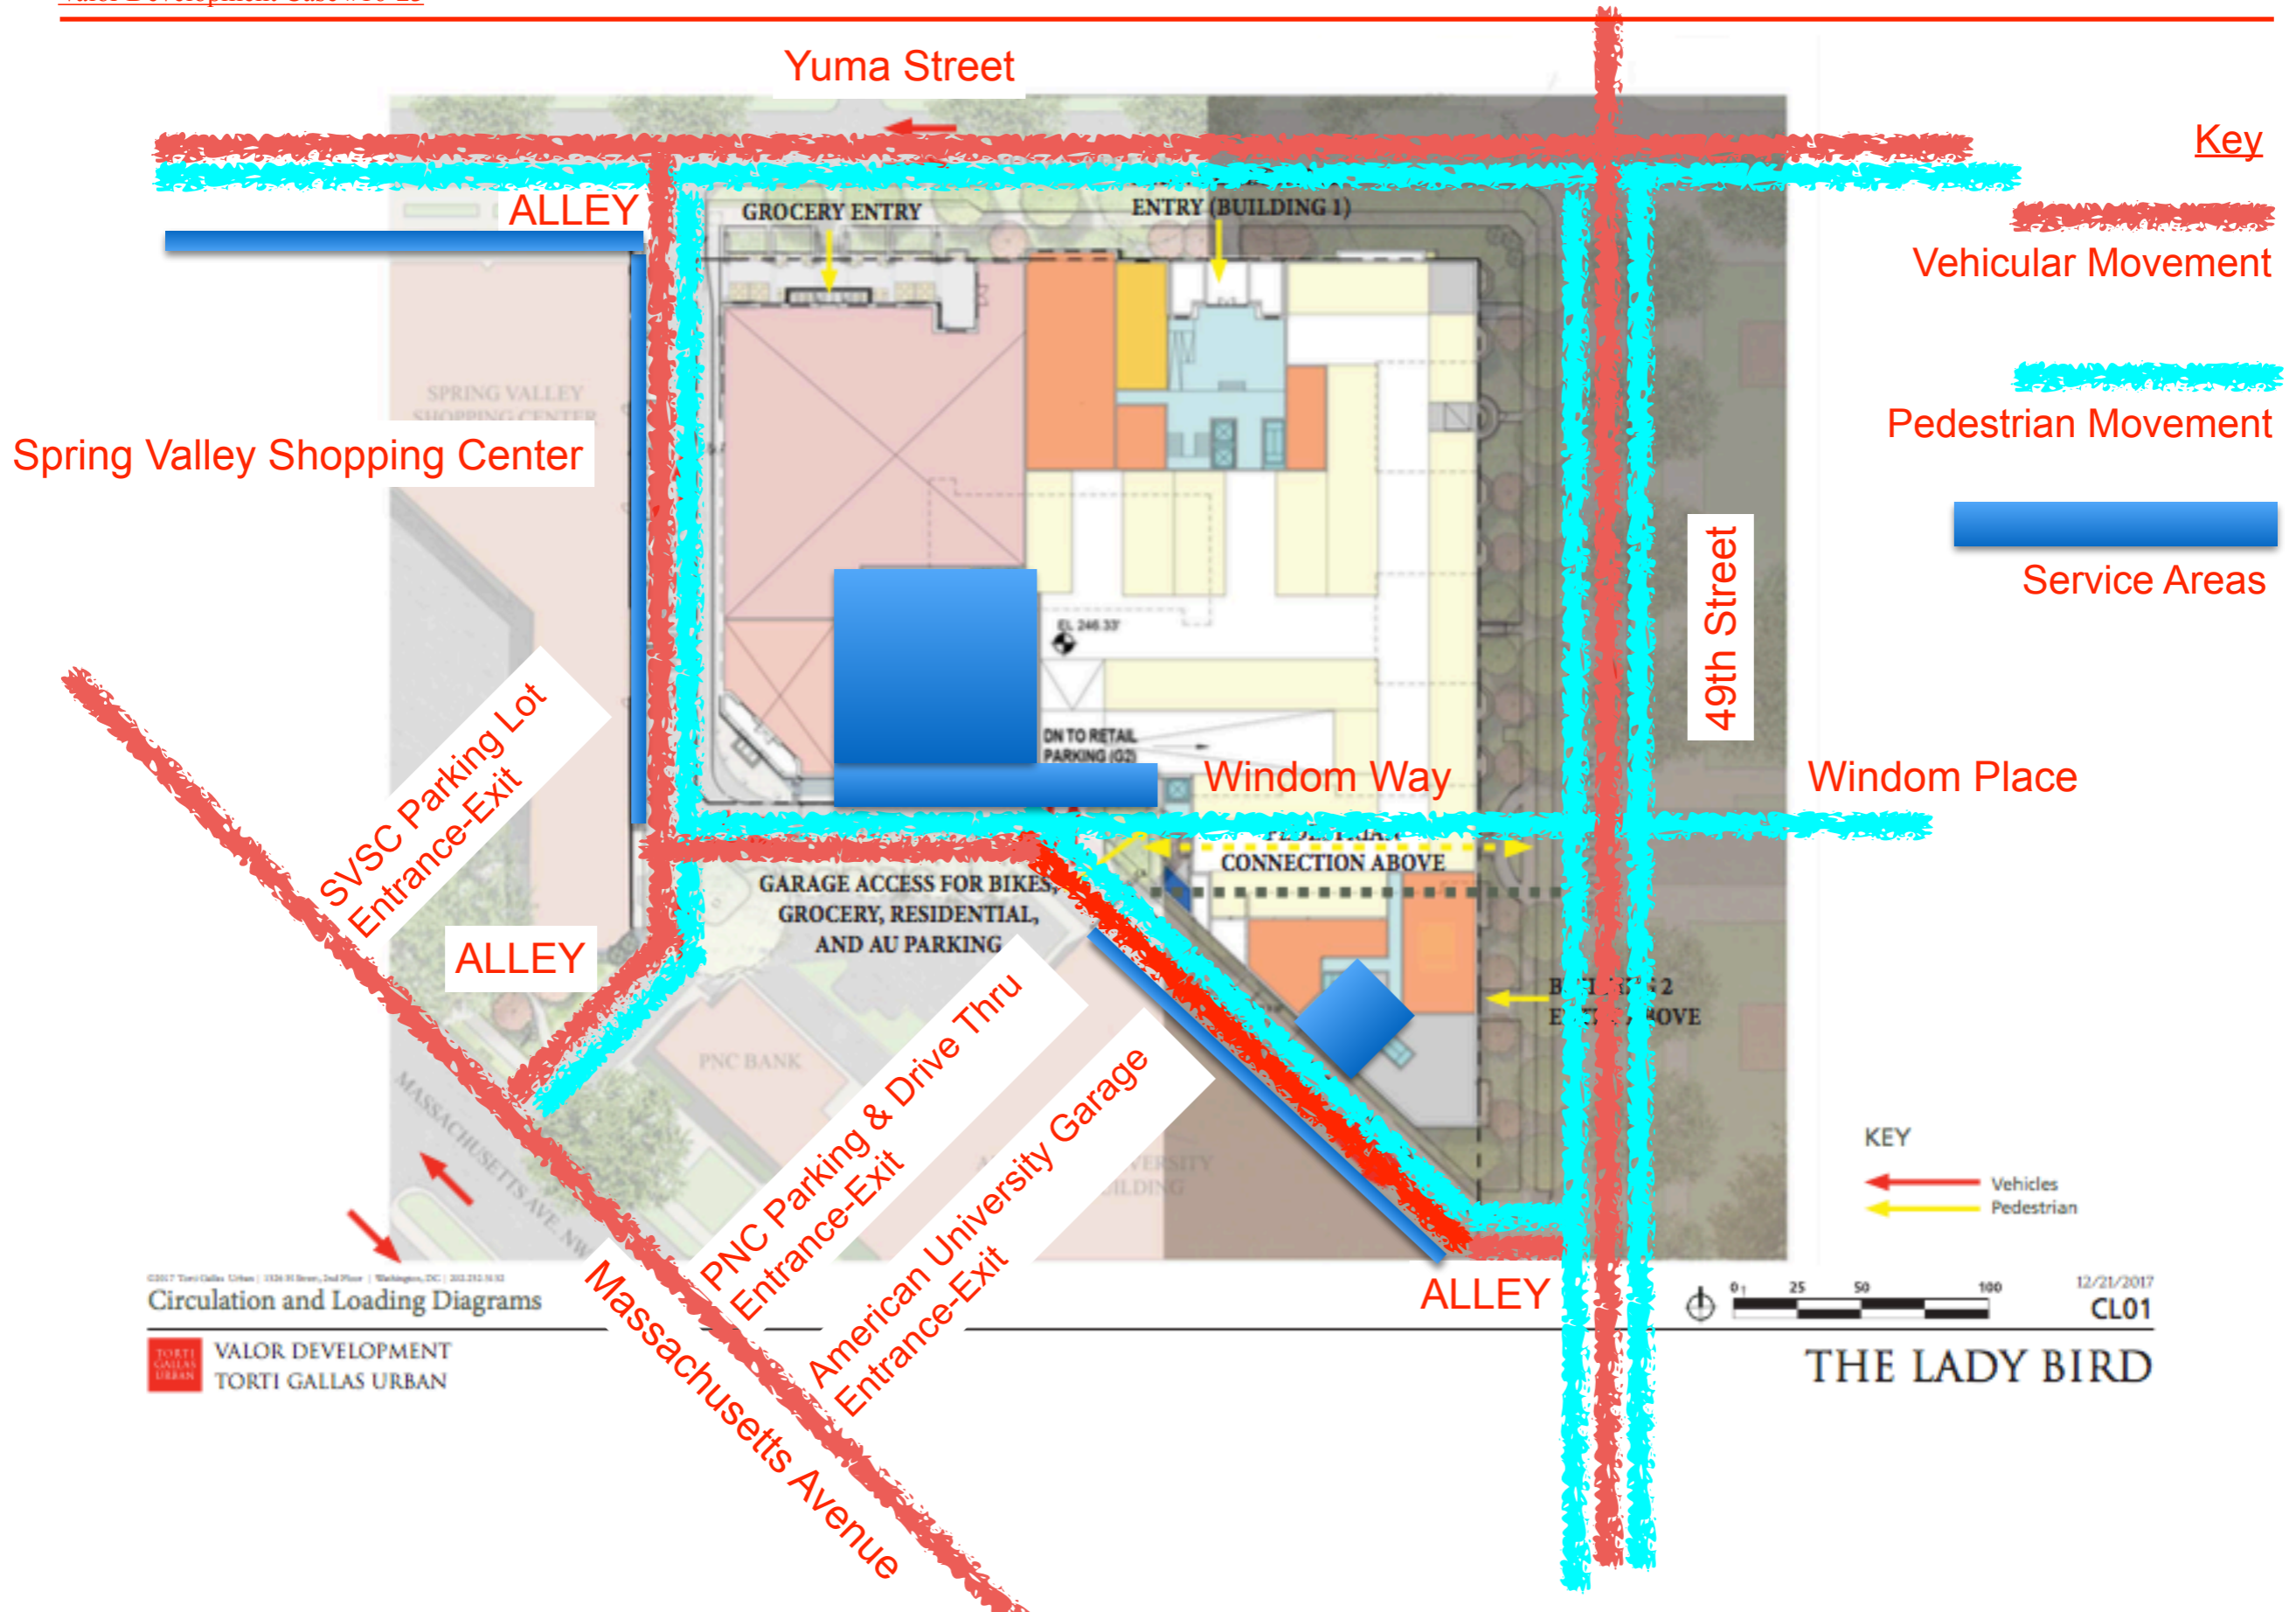 Yuma Street
Key
ALLEY
GROCERY ENTRY
ENTRY (BUILDING 1)
Vehicular Movement
SPRING VALLEY
SHOPPING CENTER
Pedestrian Movement
Spring Valley Shopping Center
49th Street
Service Areas
EL 246.33'
DN TO RETAIL
PARKING (G2)
Windom Way
Windom Place
SVSC Parking Lot
Entrance-Exit
PEDESTRIAN
CONNECTION ABOVE
GARAGE ACCESS FOR BIKES,
GROCERY, RESIDENTIAL,
AND AU PARKING
ALLEY
PNC BANK
PNC Parking & Drive Thru
Entrance-Exit
American University Garage
Entrance-Exit
MASSACHUSETTS AVE. NW
Massachusetts Avenue
KEY
Vehicles
Pedestrian
ALLEY
0 25 50 100
12/21/2017
CL01
Circulation and Loading Diagrams
TORTI
GALLAS
URBAN
VALOR DEVELOPMENT
TORTI GALLAS URBAN
THE LADY BIRD